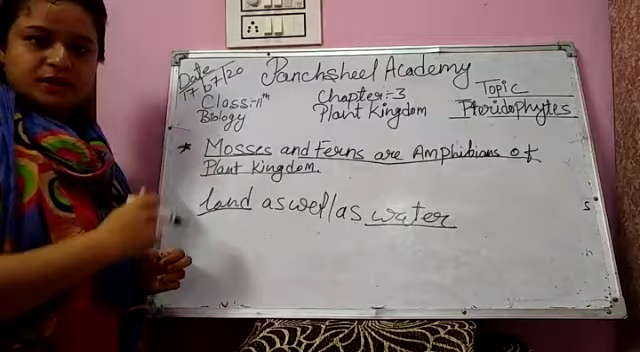 Date
17/07/20
Panchsheel Academy
Class:-11th
Biology
Chapter:-3
Plant Kingdom
Topic
Pteridophytes
* Mosses and Ferns are Amphibians of
Plant kingdom.
land as well as water